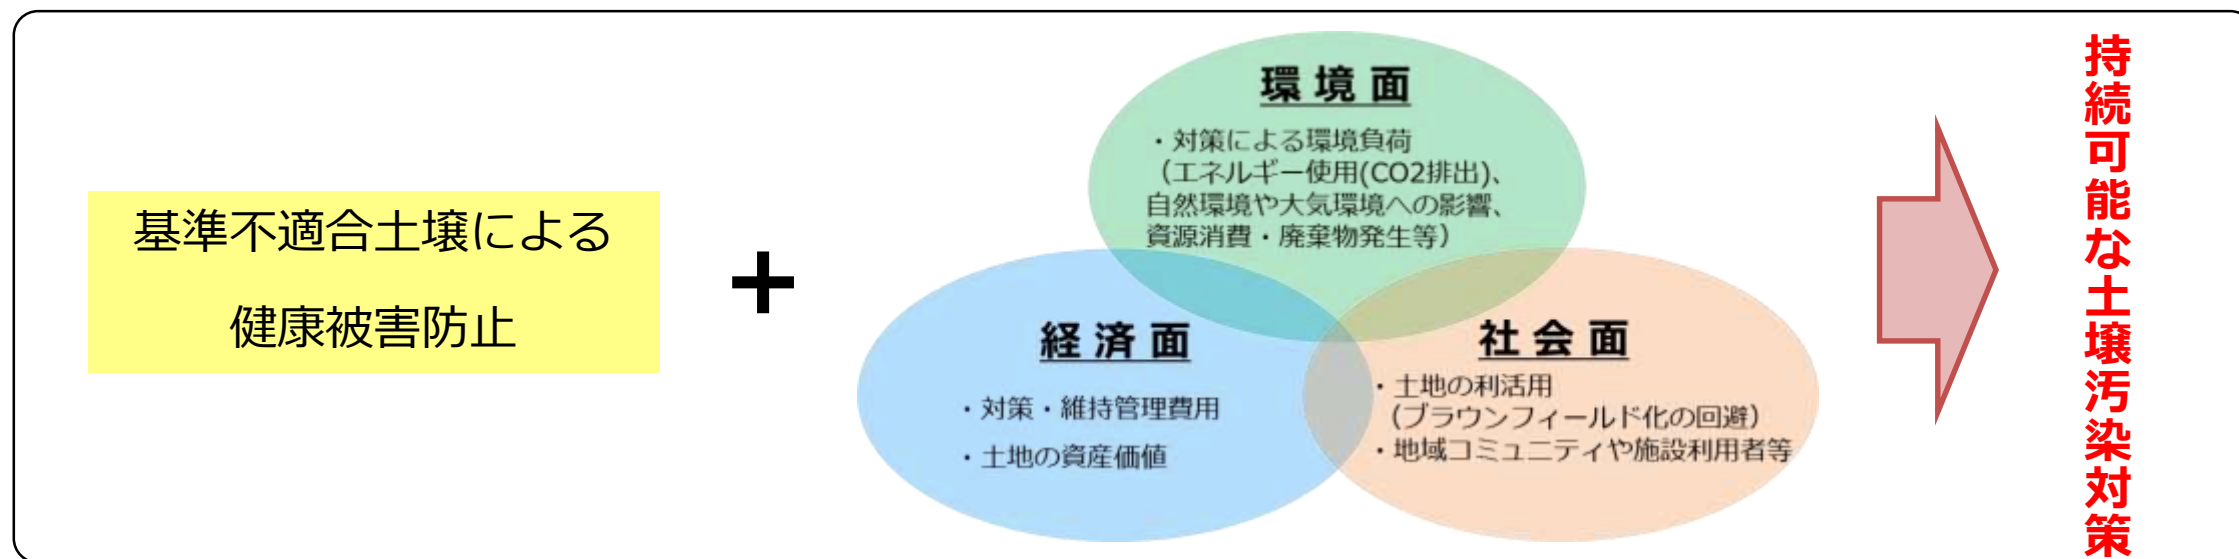 基準不適合土壌による
健康被害防止
+
環境面
・対策による環境負荷
(エネルギー使用(CO2排出)、
自然環境や大気環境への影響、
資源消費・廃棄物発生等)
経済面
・対策・維持管理費用
・土地の資産価値
社会面
・土地の利活用
(ブラウンフィールド化の回避)
・地域コミュニティや施設利用者等
持続可能な土壌汚染対策